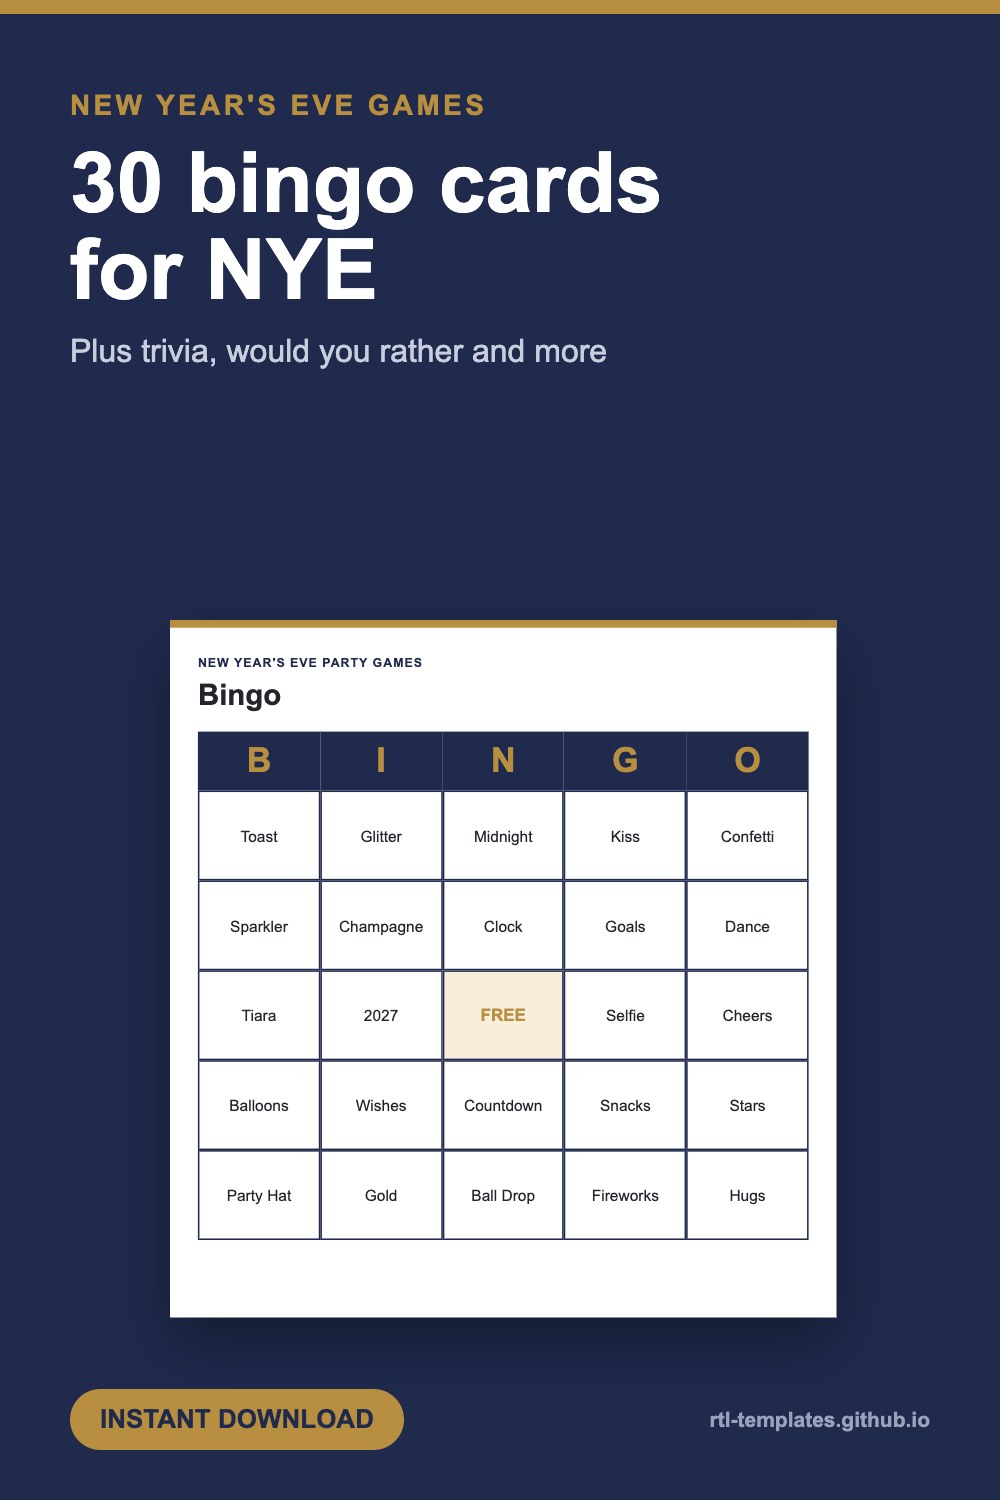 NEW YEAR'S EVE GAMES
30 bingo cards
for NYE
Plus trivia, would you rather and more
NEW YEAR'S EVE PARTY GAMES
Bingo
B I N G O
Toast Glitter Midnight Kiss Confetti
Sparkler Champagne Clock Goals Dance
Tiara 2027 FREE Selfie Cheers
Balloons Wishes Countdown Snacks Stars
Party Hat Gold Ball Drop Fireworks Hugs
INSTANT DOWNLOAD
rtl-templates.github.io